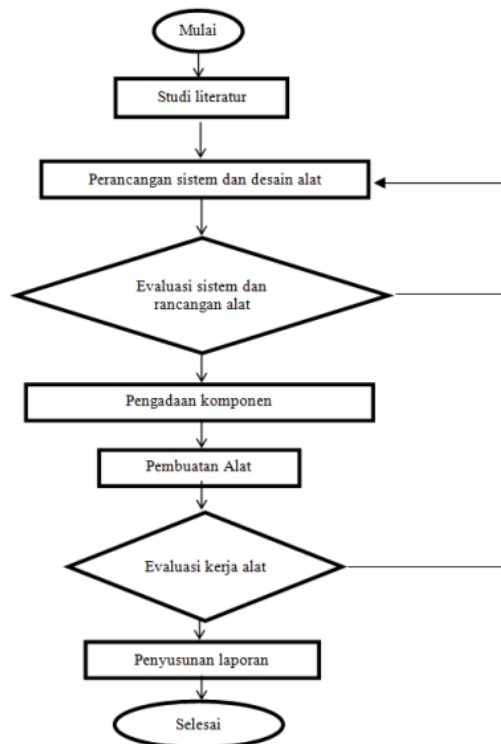 Mulai
Studi literatur
Perancangan sistem dan desain alat
Evaluasi sistem dan
rancangan alat
Pengadaan komponen
Pembuatan Alat
Evaluasi kerja alat
Penyusunan laporan
Selesai